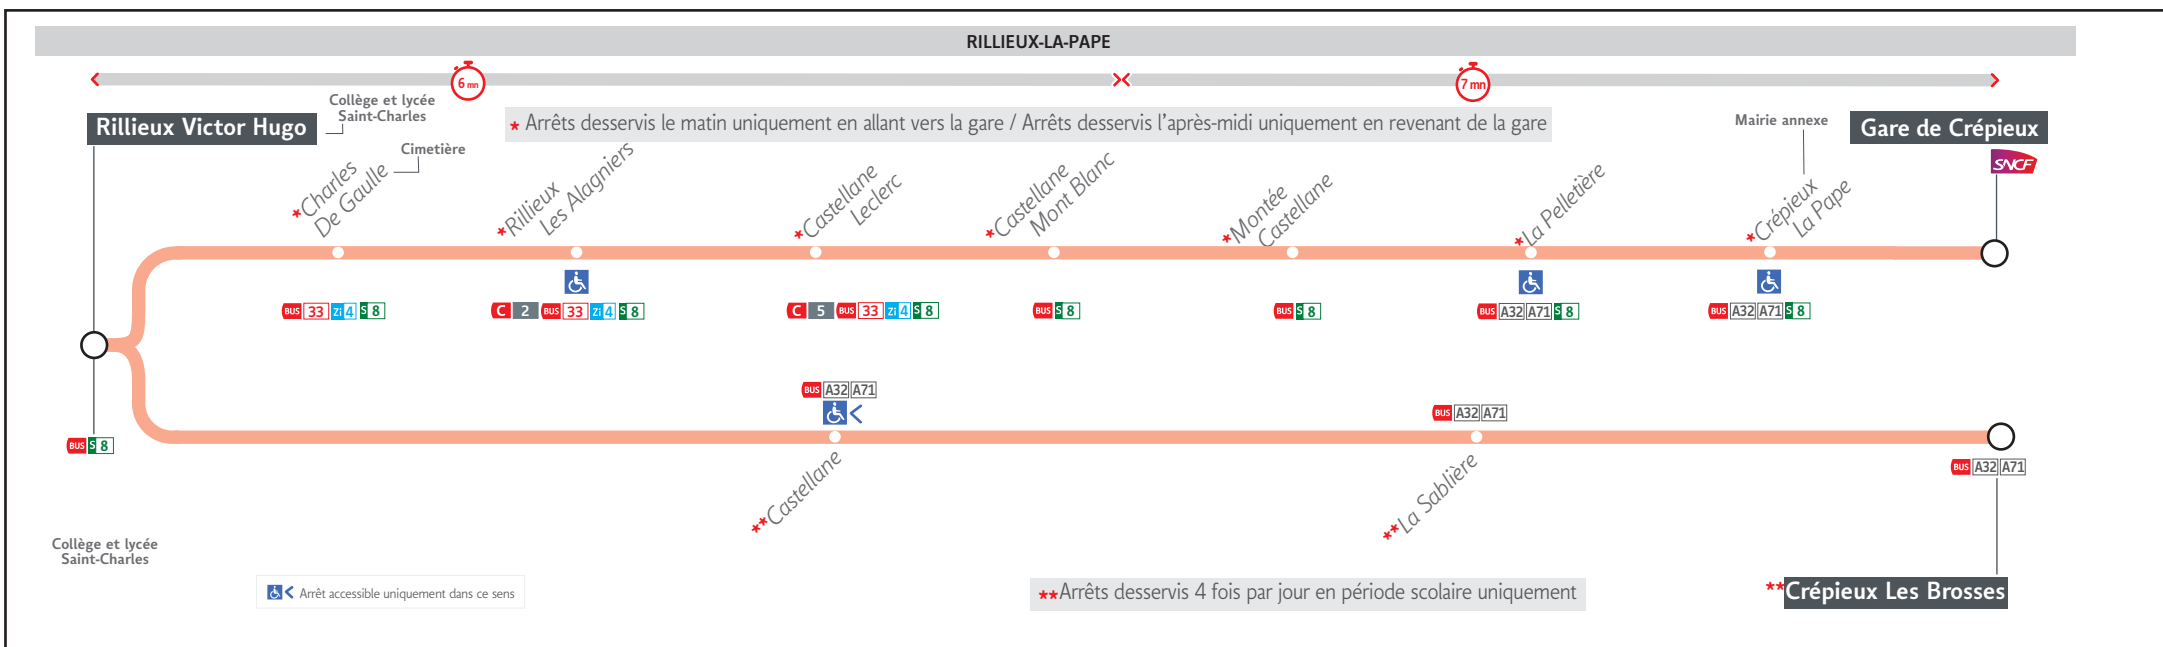 RILLIEUX-LA-PAPE
6 mn
7 mn
Rillieux Victor Hugo
Collège et lycée
Saint-Charles
Cimetière
* Arrêts desservis le matin uniquement en allant vers la gare / Arrêts desservis l'après-midi uniquement en revenant de la gare
Mairie annexe
Gare de Crépieux
SNCF
*Charles
De Gaulle
*Rillieux
Les Alagniers
*Castellane
Leclerc
*Castellane
Mont Blanc
*Montée
Castellane
*La Pelletière
*Crépieux
La Pape
BUS 33 Zi 4 S 8
C 2 BUS 33 Zi 4 S 8
C 5 BUS 33 Zi 4 S 8
BUS S 8
BUS S 8
BUS A32 A71 S 8
BUS A32 A71 S 8
BUS A32 A71
BUS A32 A71
BUS S 8
BUS A32 A71
**Castellane
**La Sablière
Collège et lycée
Saint-Charles
< Arrêt accessible uniquement dans ce sens
**Arrêts desservis 4 fois par jour en période scolaire uniquement
**Crépieux Les Brosses